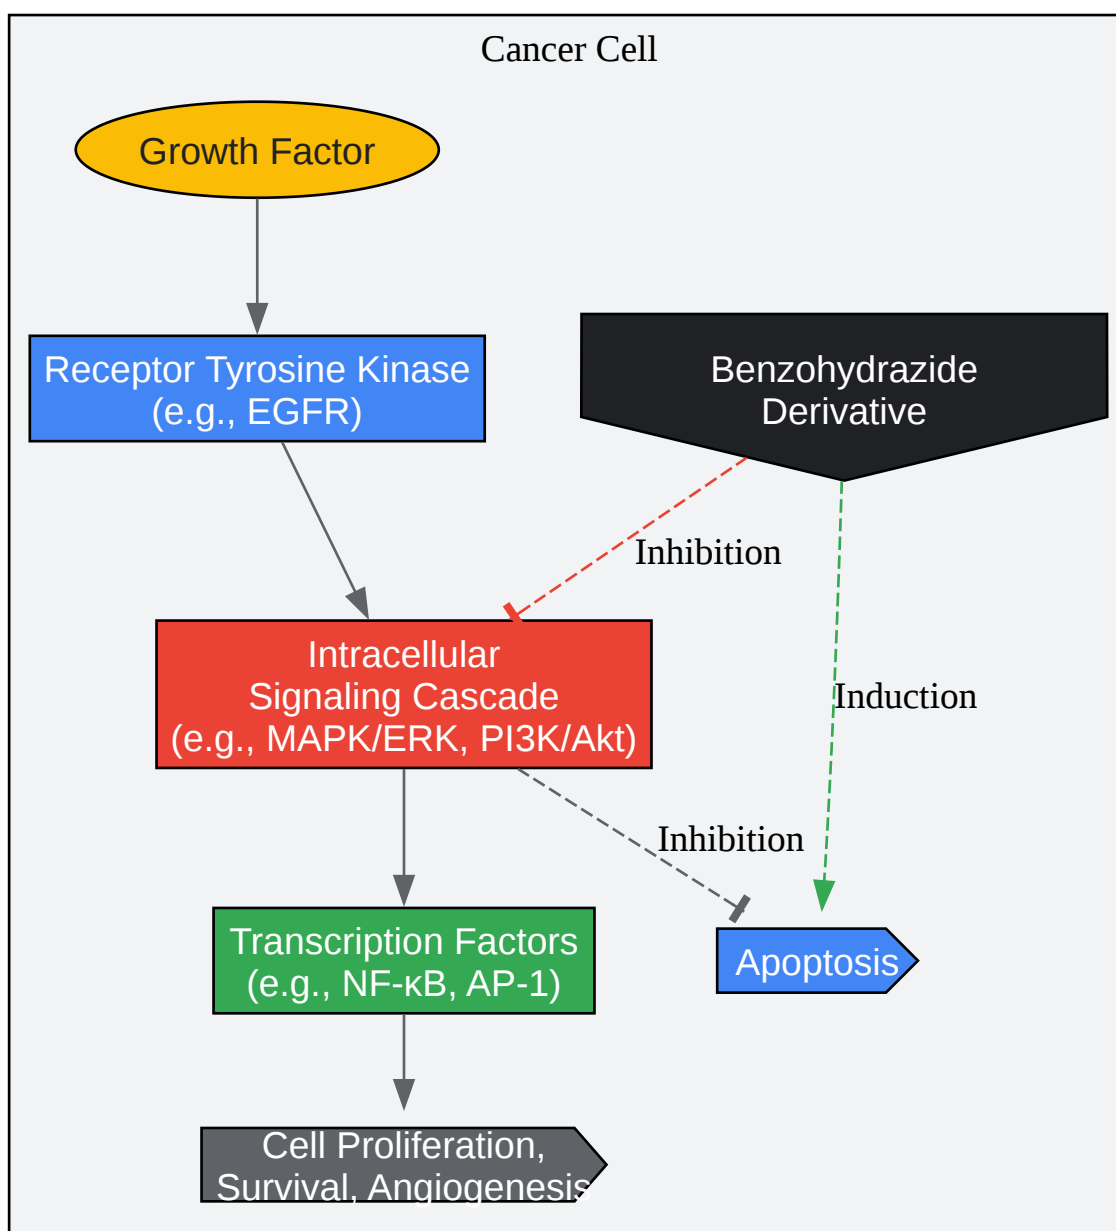 Cancer Cell
Growth Factor
Receptor Tyrosine Kinase
(e.g., EGFR)
Benzohydrazide
Derivative
Inhibition
Intracellular
Signaling Cascade
(e.g., MAPK/ERK, PI3K/Akt)
Induction
Inhibition
Transcription Factors
(e.g., NF-κB, AP-1)
Apoptosis
Cell Proliferation,
Survival, Angiogenesis